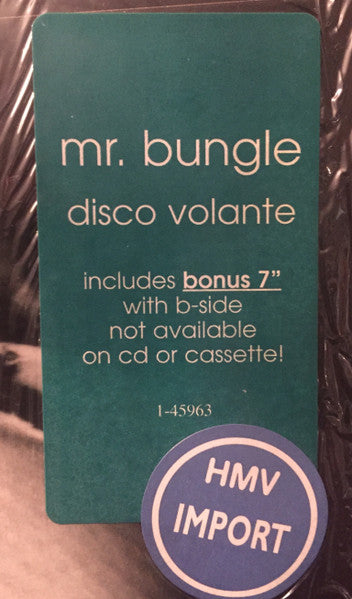 mr. bungle
disco volante
includes bonus 7”
with b-side
not available
on cd or cassette!
1-45963
HMV
IMPORT